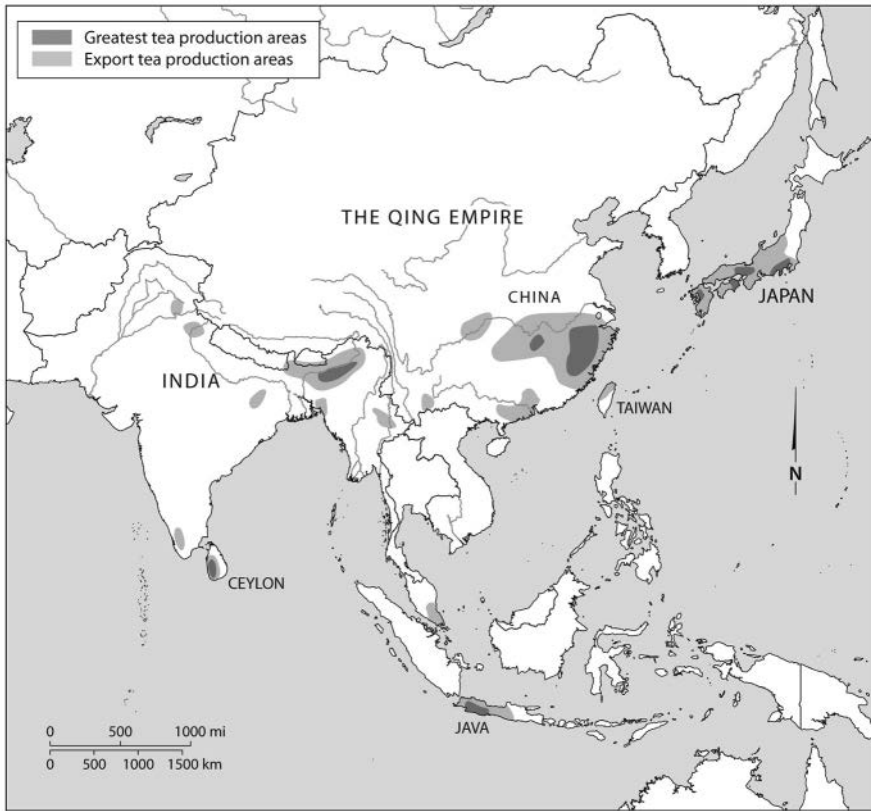 Greatest tea production areas
Export tea production areas
THE QING EMPIRE
CHINA
JAPAN
INDIA
TAIWAN
N
CEYLON
JAVA
0 500 1000 mi
0 500 1000 1500 km